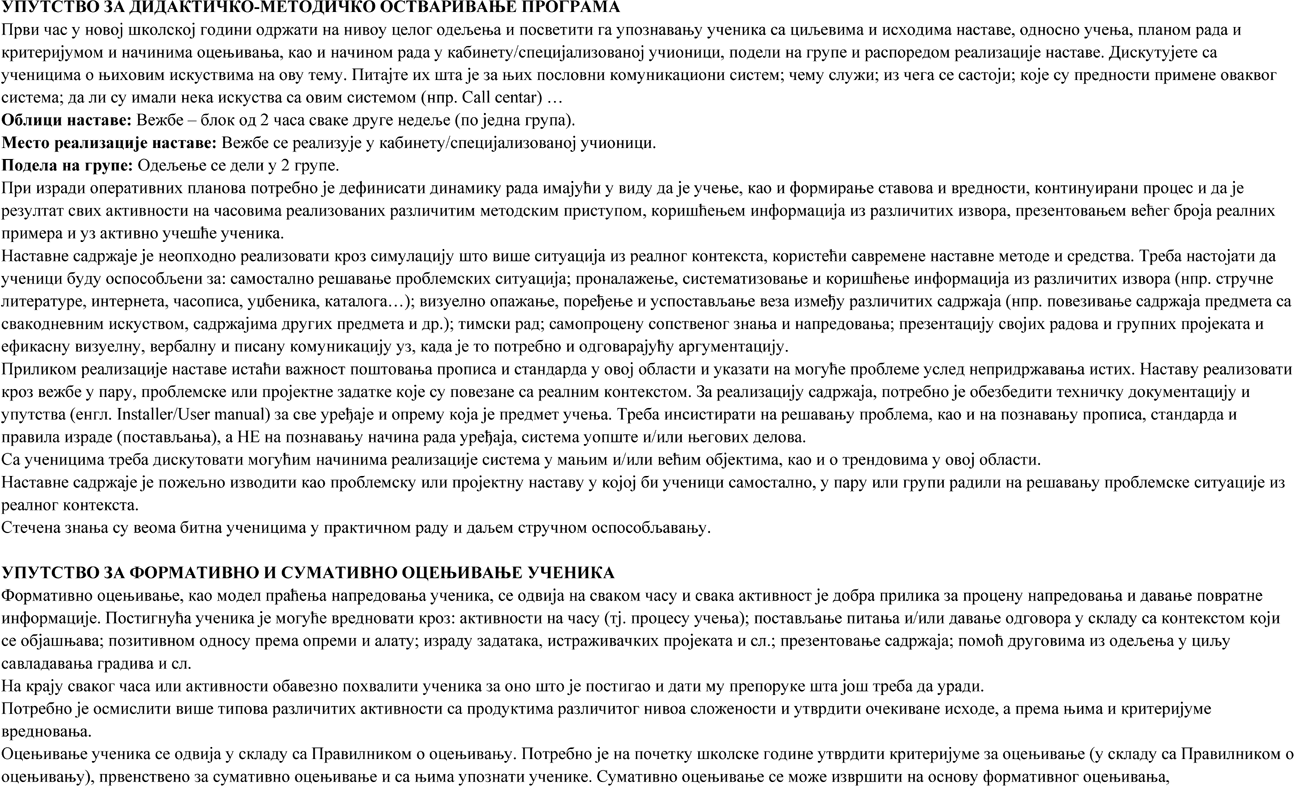 УПУТСТВО ЗА ДИДАКТИЧКО-МЕТОДИЧКО ОСТВАРИВАЊЕ ПРОГРАМА
Први час у новој школској години одржати на нивоу целог одељења и посветити га упознавању ученика са циљевима и исходима наставе, односно учења, планом рада и
критеријумом и начинима оцењивања, као и начином рада у кабинету/специјализованој учионици, подели на групе и распоредом реализације наставе. Дискутујете са
ученицима о њиховим искуствима на ову тему. Питајте их шта је за њих пословни комуникациони систем; чему служи; из чега се састоји; које су предности примене оваквог
система; да ли су имали нека искуства са овим системом (нпр. Call centar) …
Облици наставе: Вежбе – блок од 2 часа сваке друге недеље (по једна група).
Место реализације наставе: Вежбе се реализује у кабинету/специјализованој учионици.
Подела на групе: Одељење се дели у 2 групе.
При изради оперативних планова потребно је дефинисати динамику рада имајући у виду да је учење, као и формирање ставова и вредности, континуирани процес и да је
резултат свих активности на часовима реализованих различитим методским приступом, коришћењем информација из различитих извора, презентовањем већег броја реалних
примера и уз активно учешће ученика.
Наставне садржаје је неопходно реализовати кроз симулацију што више ситуација из реалног контекста, користећи савремене наставне методе и средства. Треба настојати да
ученици буду оспособљени за: самостално решавање проблемских ситуација; проналажење, систематизовање и коришћење информација из различитих извора (нпр. стручне
литературе, интернета, часописа, уџбеника, каталога…); визуелно опажање, поређење и успостављање веза између различитих садржаја (нпр. повезивање садржаја предмета са
свакодневним искуством, садржајима других предмета и др.); тимски рад; самопроцену сопственог знања и напредовања; презентацију својих радова и групних пројеката и
ефикасну визуелну, вербалну и писану комуникацију уз, када је то потребно и одговарајућу аргументацију.
Приликом реализације наставе истаћи важност поштовања прописа и стандарда у овој области и указати на могуће проблеме услед непридржавања истих. Наставу реализовати
кроз вежбе у пару, проблемске или пројектне задатке које су повезане са реалним контекстом. За реализацију садржаја, потребно је обезбедити техничку документацију и
упутства (енгл. Installer/User manual) за све уређаје и опрему која је предмет учења. Треба инсистирати на решавању проблема, као и на познавању прописа, стандарда и
правила израде (постављања), а НЕ на познавању начина рада уређаја, система уопште и/или његових делова.
Са ученицима треба дискутовати могућим начинима реализације система у мањим и/или већим објектима, као и о трендовима у овој области.
Наставне садржаје је пожељно изводити као проблемску или пројектну наставу у којој би ученици самостално, у пару или групи радили на решавању проблемске ситуације из
реалног контекста.
Стечена знања су веома битна ученицима у практичном раду и даљем стручном оспособљавању.
УПУТСТВО ЗА ФОРМАТИВНО И СУМАТИВНО ОЦЕЊИВАЊЕ УЧЕНИКА
Формативно оцењивање, као модел праћења напредовања ученика, се одвија на сваком часу и свака активност је добра прилика за процену напредовања и давање повратне
информације. Постигнућа ученика је могуће вредновати кроз: активности на часу (тј. процесу учења); постављање питања и/или давање одговора у складу са контекстом који
се објашњава; позитивном односу према опреми и алату; израду задатака, истраживачких пројеката и сл.; презентовање садржаја; помоћ друговима из одељења у циљу
савладавања градива и сл.
На крају сваког часа или активности обавезно похвалити ученика за оно што је постигао и дати му препоруке шта још треба да уради.
Потребно је осмислити више типова различитих активности са продуктима различитог нивоа сложености и утврдити очекиване исходе, а према њима и критеријуме
вредновања.
Оцењивање ученика се одвија у складу са Правилником о оцењивању. Потребно је на почетку школске године утврдити критеријуме за оцењивање (у складу са Правилником о
оцењивању), првенствено за сумативно оцењивање и са њима упознати ученике. Сумативно оцењивање се може извршити на основу формативног оцењивања,